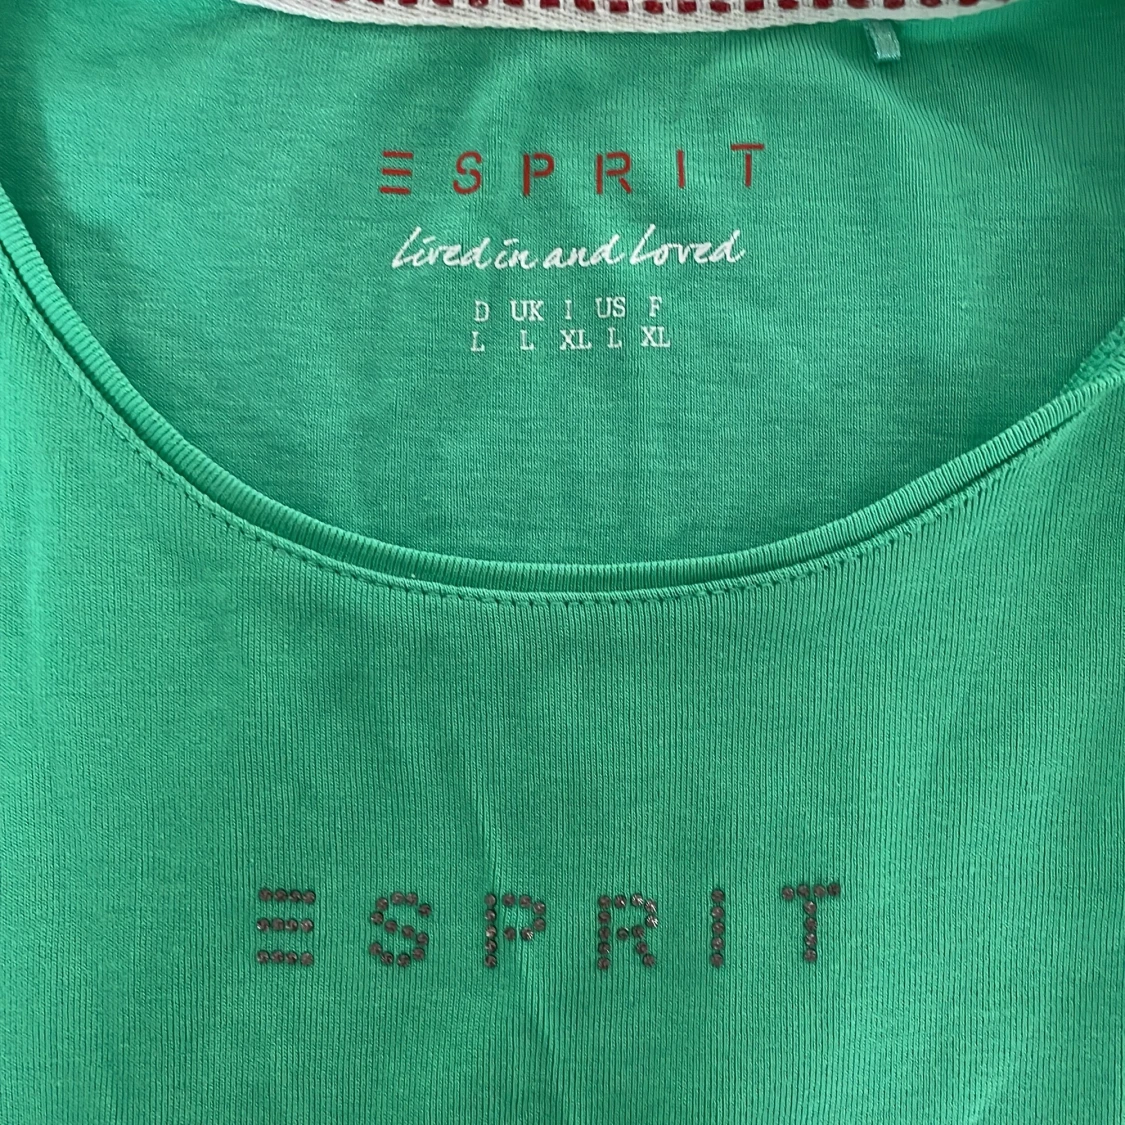 ESPRIT
Lived in and Loved
D UK I US F
L L XL L XL
ESPRIT